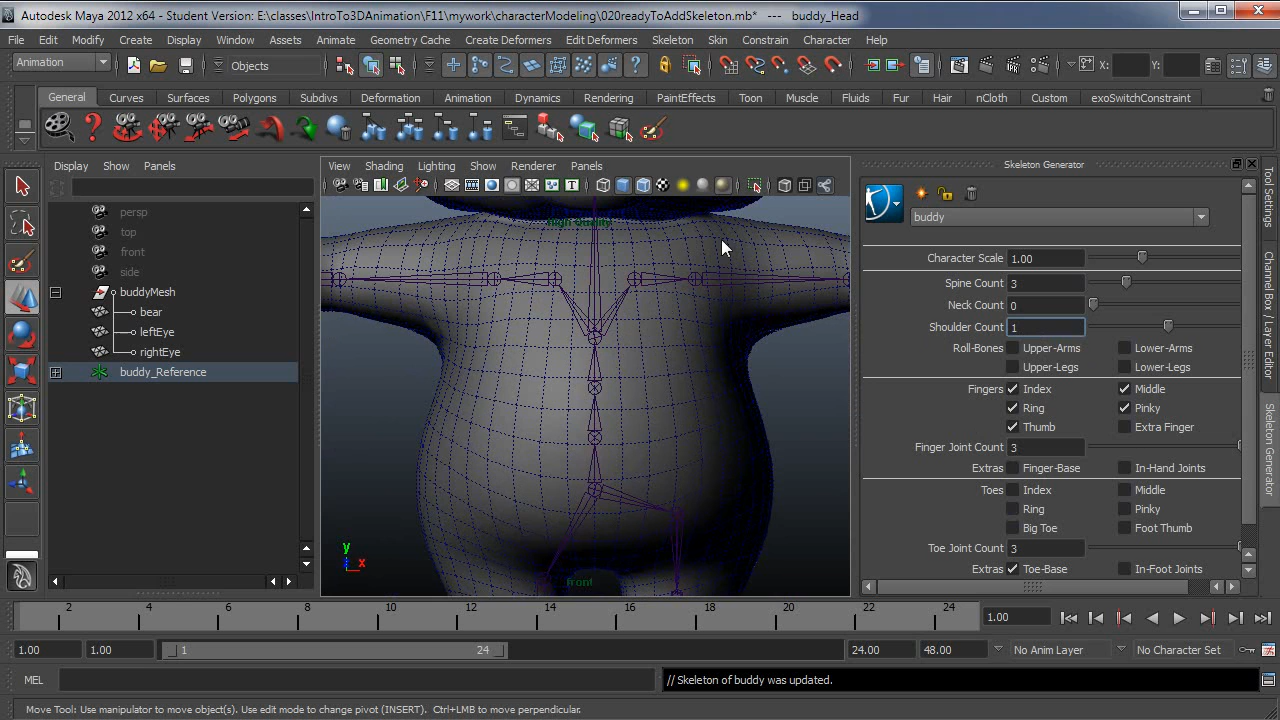 Autodesk Maya 2012 x64 - Student Version: E:\classes\IntroTo3DAnimation\F11\mywork\characterModeling\020readyToAddSkeleton.mb* --- buddy_Head
File Edit Modify Create Display Window Assets Animate Geometry Cache Create Deformers Edit Deformers Skeleton Skin Constrain Character Help
Animation Objects X: Y:
General Curves Surfaces Polygons Subdivs Deformation Animation Dynamics Rendering PaintEffects Toon Muscle Fluids Fur Hair nCloth Custom exoSwitchConstraint
Display Show Panels
View Shading Lighting Show Renderer Panels
Skeleton Generator
persp
top
front
side
buddyMesh
bear
leftEye
rightEye
buddy_Reference
High Quality
y
x
front
buddy
Character Scale 1.00
Spine Count 3
Neck Count 0
Shoulder Count 1
Roll-Bones Upper-Arms Lower-Arms
Upper-Legs Lower-Legs
Fingers Index Middle
Ring Pinky
Thumb Extra Finger
Finger Joint Count 3
Extras Finger-Base In-Hand Joints
Toes Index Middle
Ring Pinky
Big Toe Foot Thumb
Toe Joint Count 3
Extras Toe-Base In-Foot Joints
Tool Settings
Channel Box / Layer Editor
Skeleton Generator
2 4 6 8 10 12 14 16 18 20 22 24 1.00
1.00 1.00 1 24 24.00 48.00 No Anim Layer No Character Set
MEL // Skeleton of buddy was updated.
Move Tool: Use manipulator to move object(s). Use edit mode to change pivot (INSERT). Ctrl+LMB to move perpendicular.